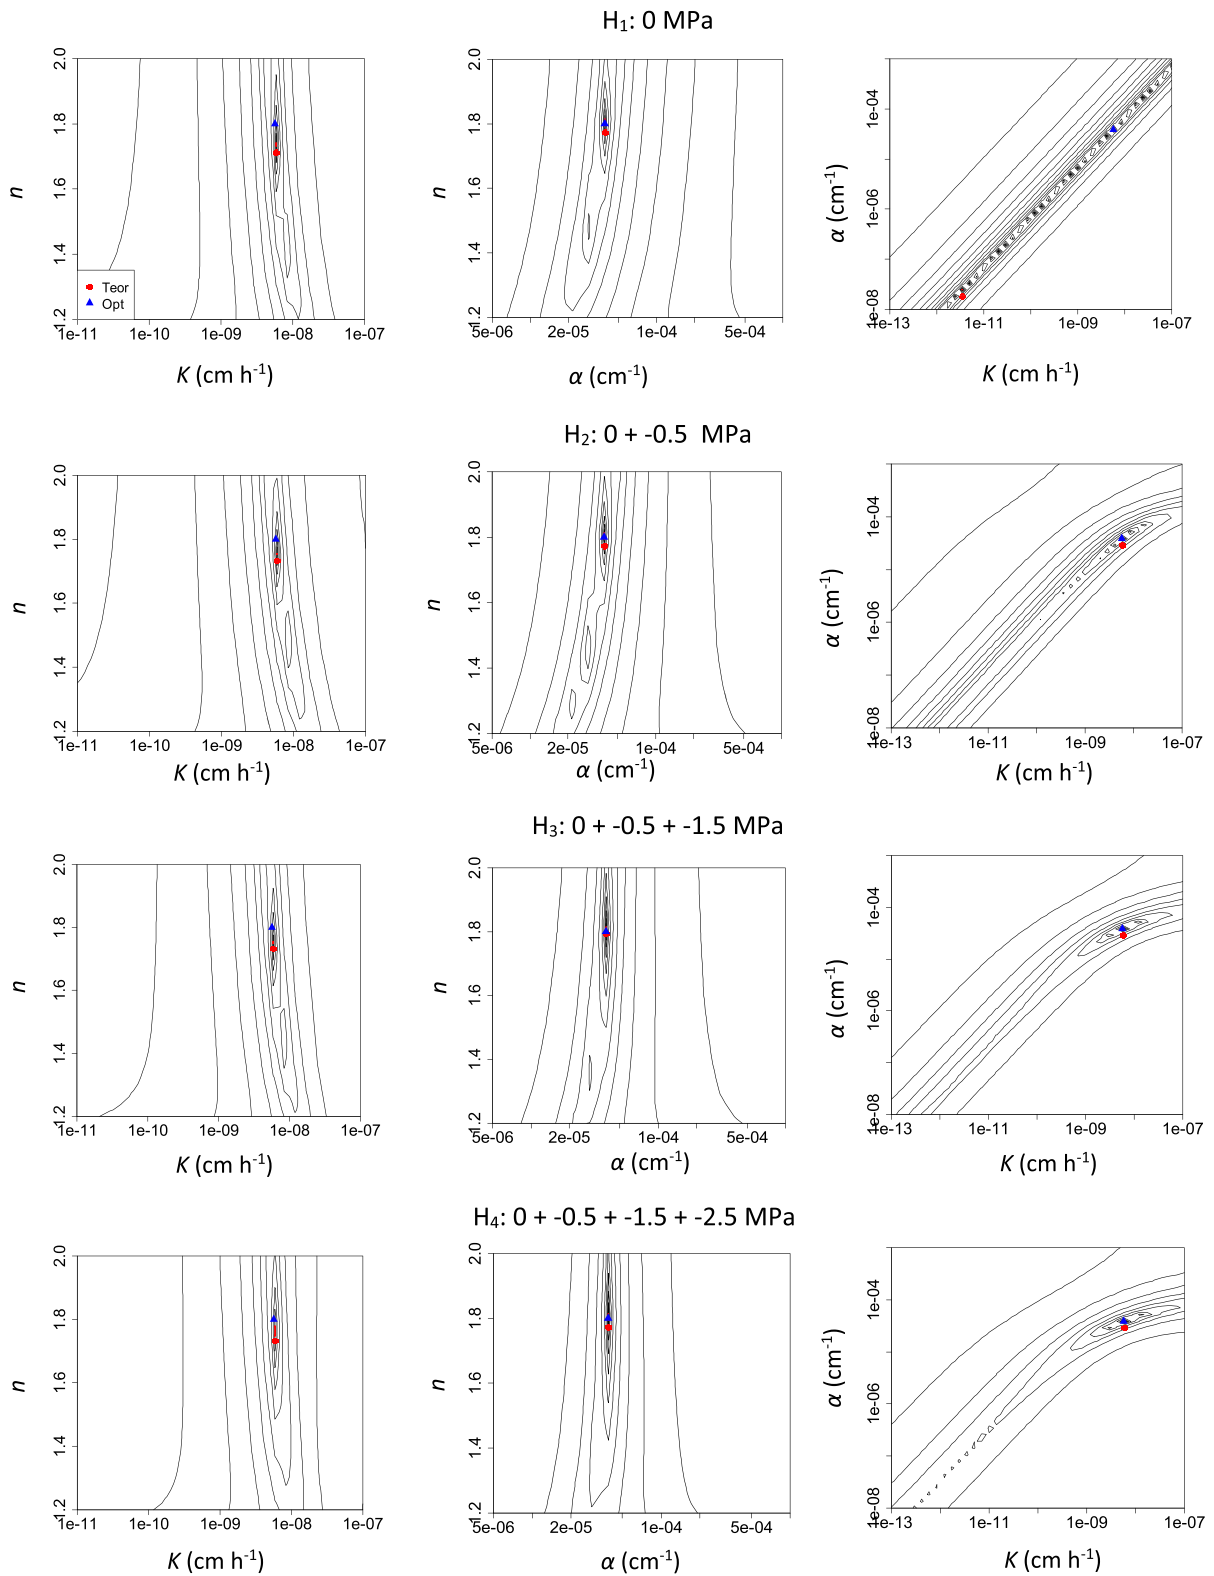 H₁: 0 MPa
2.0
1.8
1.6
1.4
1.2
n
Teor
Opt
1e-11
1e-10
1e-09
1e-08
1e-07
K (cm h⁻¹)
2.0
1.8
1.6
1.4
1.2
n
5e-06
2e-05
1e-04
5e-04
α (cm⁻¹)
1e-04
1e-06
1e-08
α (cm⁻¹)
1e-13
1e-11
1e-09
1e-07
K (cm h⁻¹)
H₂: 0 + -0.5 MPa
2.0
1.8
1.6
1.4
1.2
n
1e-11
1e-10
1e-09
1e-08
1e-07
K (cm h⁻¹)
2.0
1.8
1.6
1.4
1.2
n
5e-06
2e-05
1e-04
5e-04
α (cm⁻¹)
1e-04
1e-06
1e-08
α (cm⁻¹)
1e-13
1e-11
1e-09
1e-07
K (cm h⁻¹)
H₃: 0 + -0.5 + -1.5 MPa
2.0
1.8
1.6
1.4
1.2
n
1e-11
1e-10
1e-09
1e-08
1e-07
K (cm h⁻¹)
2.0
1.8
1.6
1.4
1.2
n
5e-06
2e-05
1e-04
5e-04
α (cm⁻¹)
1e-04
1e-06
1e-08
α (cm⁻¹)
1e-13
1e-11
1e-09
1e-07
K (cm h⁻¹)
H₄: 0 + -0.5 + -1.5 + -2.5 MPa
2.0
1.8
1.6
1.4
1.2
n
1e-11
1e-10
1e-09
1e-08
1e-07
K (cm h⁻¹)
2.0
1.8
1.6
1.4
1.2
n
5e-06
2e-05
1e-04
5e-04
α (cm⁻¹)
1e-04
1e-06
1e-08
α (cm⁻¹)
1e-13
1e-11
1e-09
1e-07
K (cm h⁻¹)